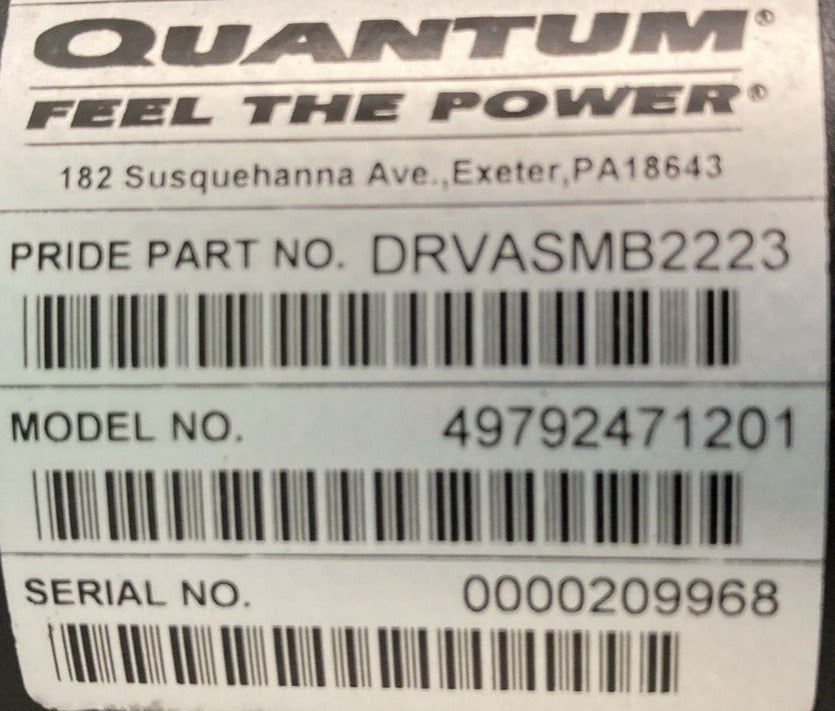 QUANTUM®
FEEL THE POWER®
182 Susquehanna Ave.,Exeter,PA18643
PRIDE PART NO. DRVASMB2223
MODEL NO. 49792471201
SERIAL NO. 0000209968